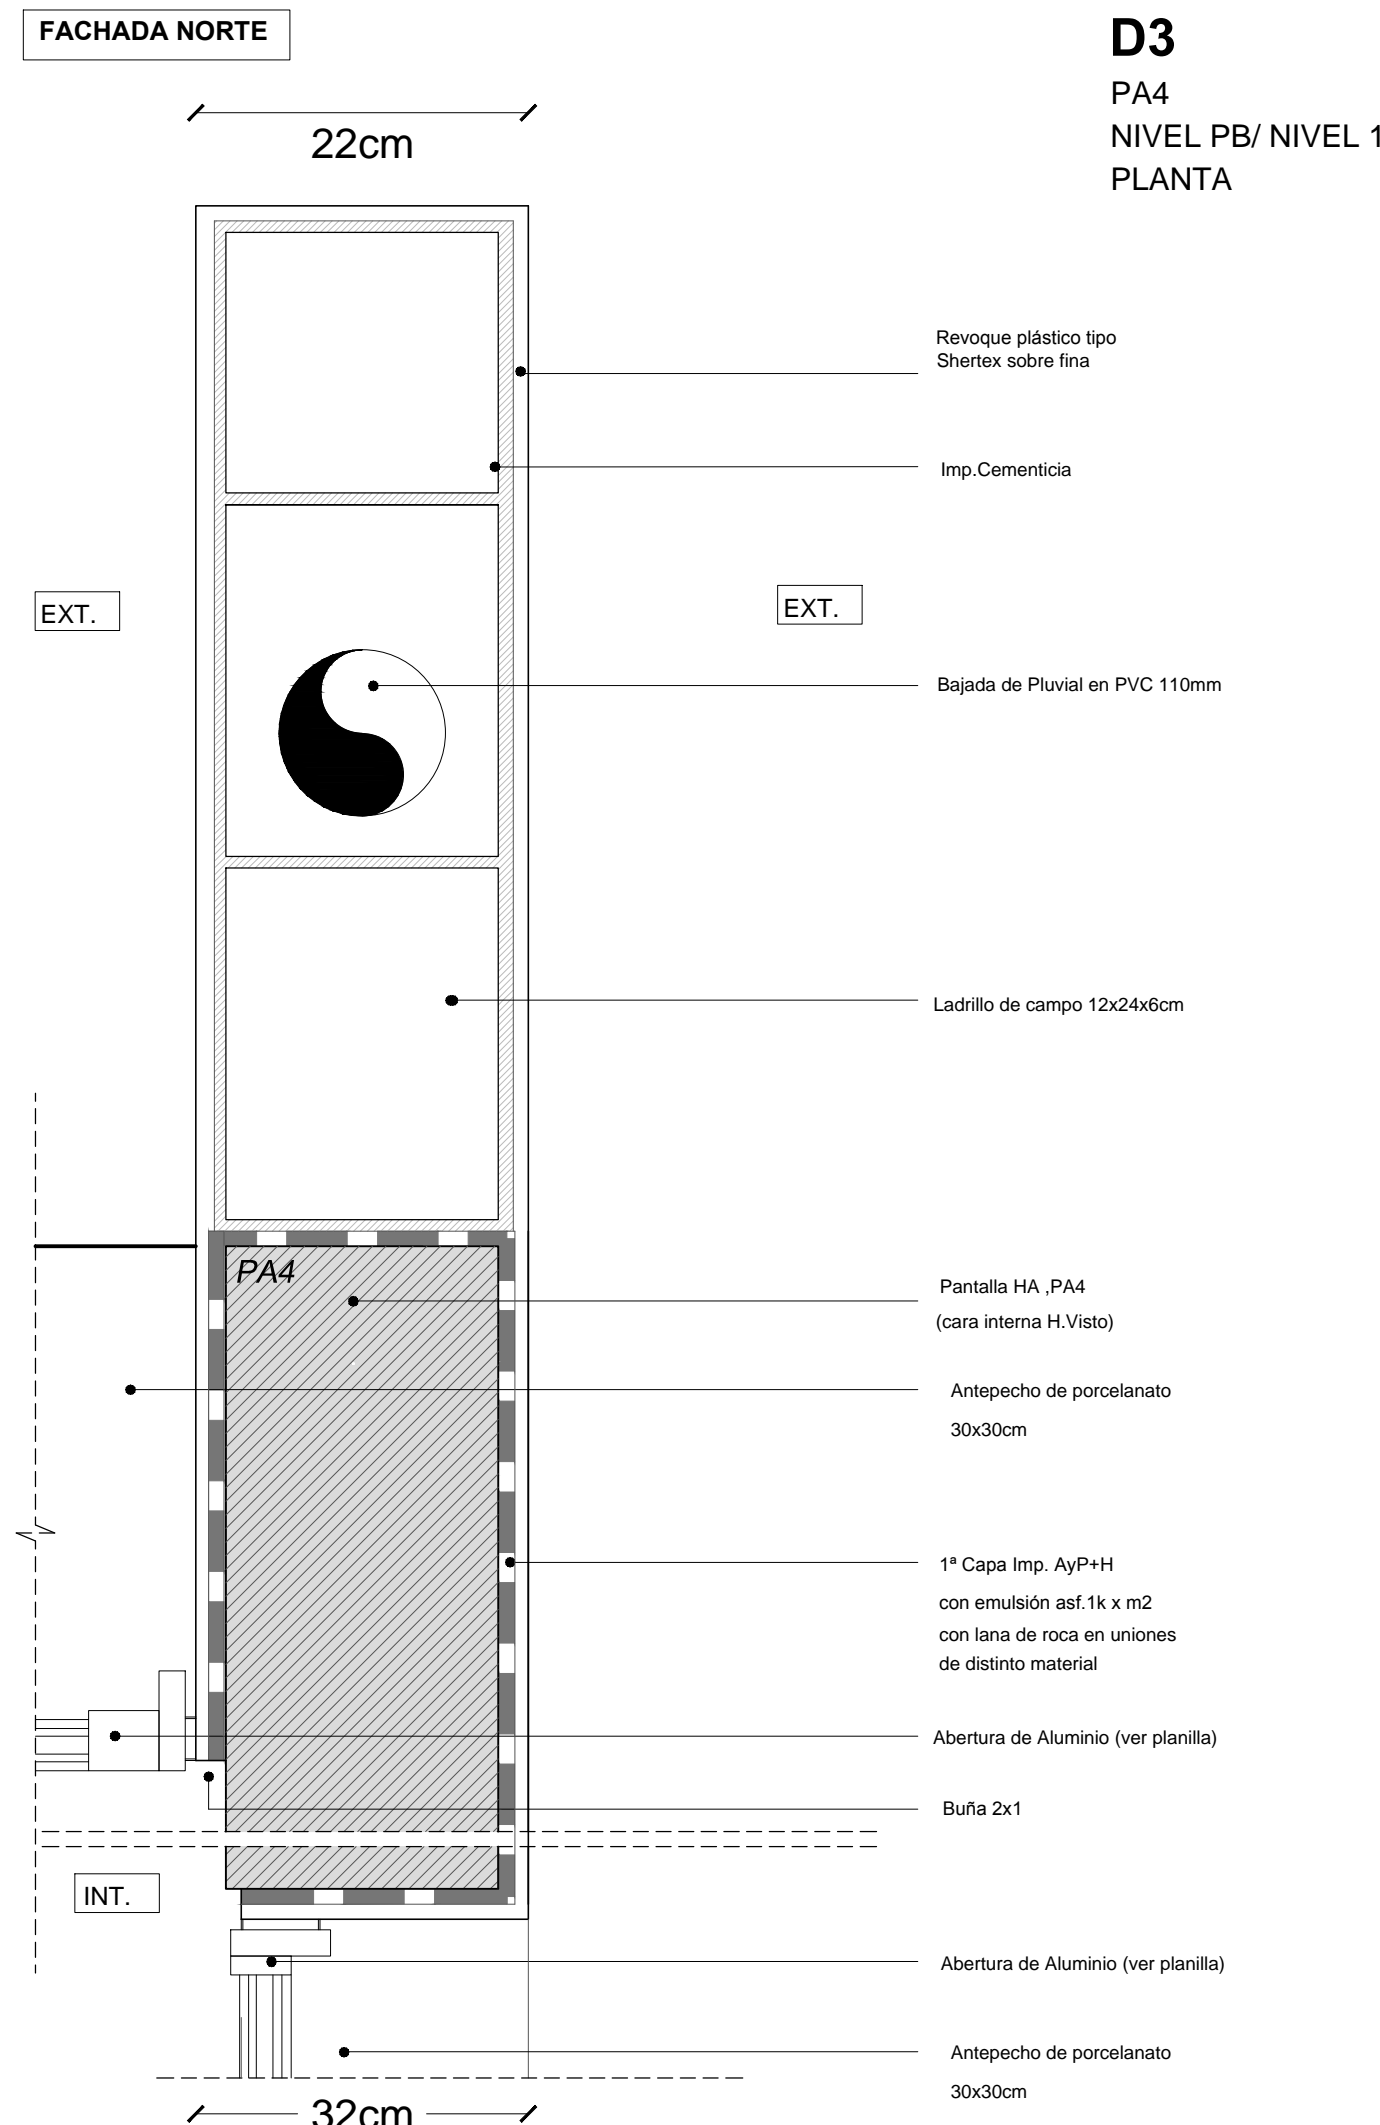 FACHADA NORTE
D3
PA4
NIVEL PB/ NIVEL 1
PLANTA
22cm
Revoque plástico tipo
Shertex sobre fina
Imp.Cementicia
EXT.
EXT.
Bajada de Pluvial en PVC 110mm
Ladrillo de campo 12x24x6cm
PA4
Pantalla HA ,PA4
(cara interna H.Visto)
Antepecho de porcelanato
30x30cm
1ª Capa Imp. AyP+H
con emulsión asf.1k x m2
con lana de roca en uniones
de distinto material
Abertura de Aluminio (ver planilla)
Buña 2x1
INT.
Abertura de Aluminio (ver planilla)
Antepecho de porcelanato
30x30cm
32cm